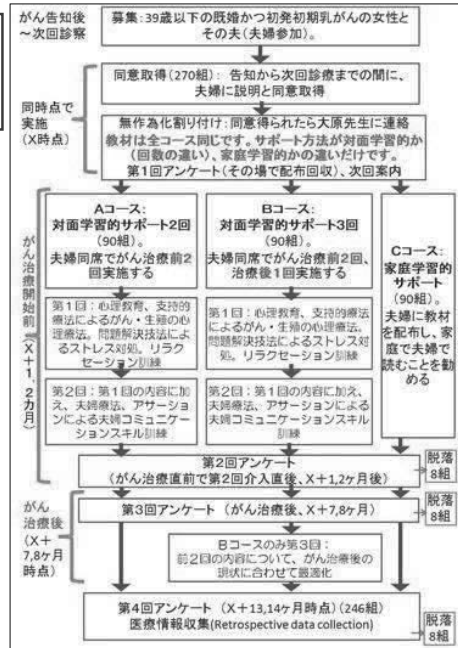 がん告知後
~次回診察
募集:39歳以下の既婚かつ初発初期乳がんの女性と
その夫(夫婦参加)。
同意取得(270組):告知から次回診療までの間に、
夫婦に説明と同意取得
同時点で
実施
(X時点)
無作為化割り付け:同意得られたら大原先生に連絡
教材は全コース同じです。サポート方法が対面学習的か
(回数の違い)、家庭学習的かの違いだけです。
第1回アンケート(その場で配布回収)、次回案内
がん治療開始前(X+1,2カ月)
Aコース:
対面学習的サポート2回
(90組)。
夫婦同席でがん治療前2
回実施する
Bコース:
対面学習的サポート3回
(90組)。
夫婦同席でがん治療前2回、
治療後1回実施する
Cコース:
家庭学習的
サポート
(90組)。
夫婦に教材
を配布し、家
庭で夫婦で
読むことを勧
める
第1回:心理教育、支持的
療法によるがん・生殖の心
理療法。問題解決技法に
よるストレス対処。リラク
セーション訓練
第1回:心理教育、支持的療
法によるがん・生殖の心理療
法。問題解決技法によるスト
レス対処。リラクセーション訓
練
第2回:第1回の内容に加
え、夫婦療法、アサーション
による夫婦コミュニケー
ションスキル訓練
第2回:第1回の内容に加え、
夫婦療法、アサーションによる
夫婦コミュニケーションスキル
訓練
第2回アンケート
(がん治療直前で第2回介入直後、X+1,2ヶ月後)
脱落
8組
がん
治療後
(X+
7,8ヶ月
時点)
第3回アンケート (がん治療後、X+7,8ヶ月)
脱落
8組
Bコースのみ第3回:
前2回の内容について、がん治療後の
現状に合わせて最適化
第4回アンケート (X+13,14ヶ月時点)(246組)
医療情報収集(Retrospective data collection)
脱落
8組